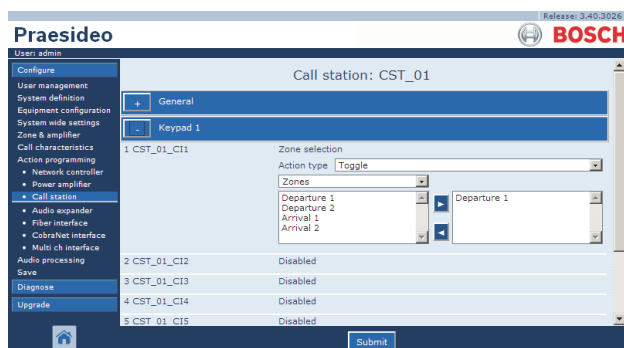 Release: 3.40.3026
Praesideo
BOSCH
User: admin
Configure
User management
System definition
Equipment configuration
System wide settings
Zone & amplifier
Call characteristics
Action programming
• Network controller
• Power amplifier
• Call station
• Audio expander
• Fiber interface
• CobraNet interface
• Multi ch interface
Audio processing
Save
Diagnose
Upgrade
Call station: CST_01
+ General
- Keypad 1
1 CST_01_CI1 Zone selection
Action type Toggle
Zones
Departure 1
Departure 2
Arrival 1
Arrival 2
Departure 1
2 CST_01_CI2 Disabled
3 CST_01_CI3 Disabled
4 CST_01_CI4 Disabled
5 CST_01_CI5 Disabled
Submit